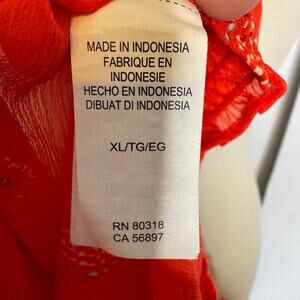 MADE IN INDONESIA
FABRIQUE EN
INDONESIE
HECHO EN INDONESIA
DIBUAT DI INDONESIA
XL/TG/EG
RN 80318
CA 56897